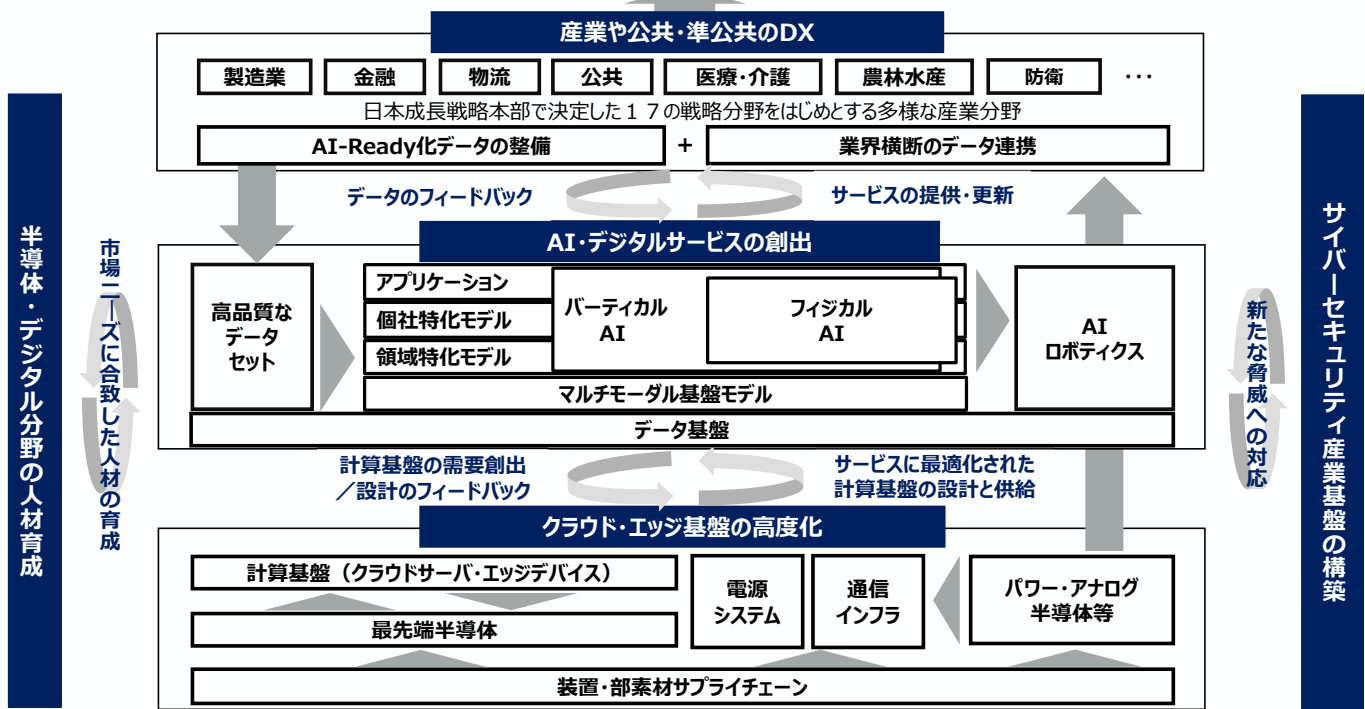 産業や公共・準公共のDX
製造業
金融
物流
公共
医療・介護
農林水産
防衛
…
日本成長戦略本部で決定した１７の戦略分野をはじめとする多様な産業分野
AI-Ready化データの整備
+
業界横断のデータ連携
データのフィードバック
サービスの提供・更新
AI・デジタルサービスの創出
高品質な
データ
セット
アプリケーション
個社特化モデル
領域特化モデル
バーティカル
AI
フィジカル
AI
マルチモーダル基盤モデル
AI
ロボティクス
データ基盤
計算基盤の需要創出
／設計のフィードバック
サービスに最適化された
計算基盤の設計と供給
クラウド・エッジ基盤の高度化
計算基盤（クラウドサーバ・エッジデバイス）
最先端半導体
電源
システム
通信
インフラ
パワー・アナログ
半導体等
装置・部素材サプライチェーン
半導体・デジタル分野の人材育成
市場ニーズに合致した人材の育成
新たな脅威への対応
サイバーセキュリティ産業基盤の構築